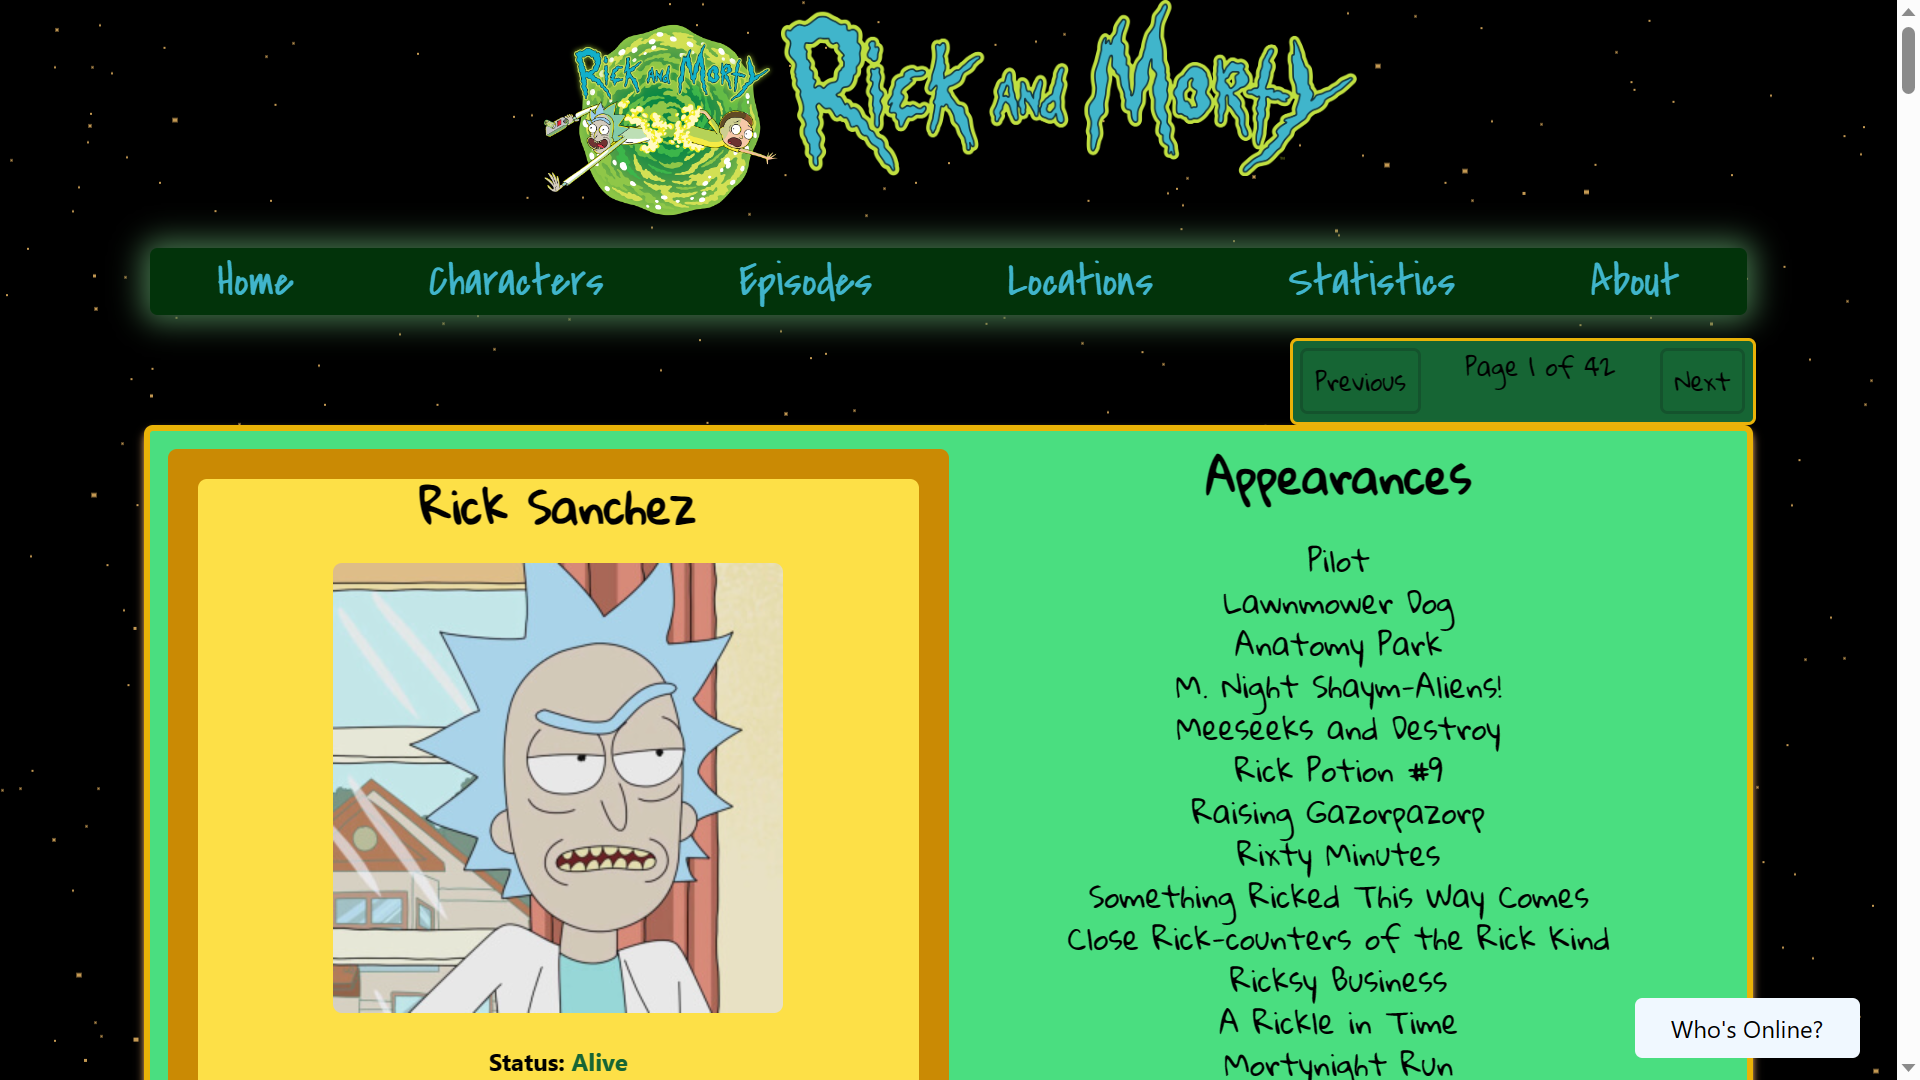 Rick and Morty
Rick and Morty
Home Characters Episodes Locations Statistics About
Previous Page 1 of 42 Next
Rick Sanchez
Status: Alive
Appearances
Pilot
Lawnmower Dog
Anatomy Park
M. Night Shaym-Aliens!
Meeseeks and Destroy
Rick Potion #9
Raising Gazorpazorp
Rixty Minutes
Something Ricked This Way Comes
Close Rick-counters of the Rick Kind
Ricksy Business
A Rickle in Time
Mortynight Run
Who's Online?